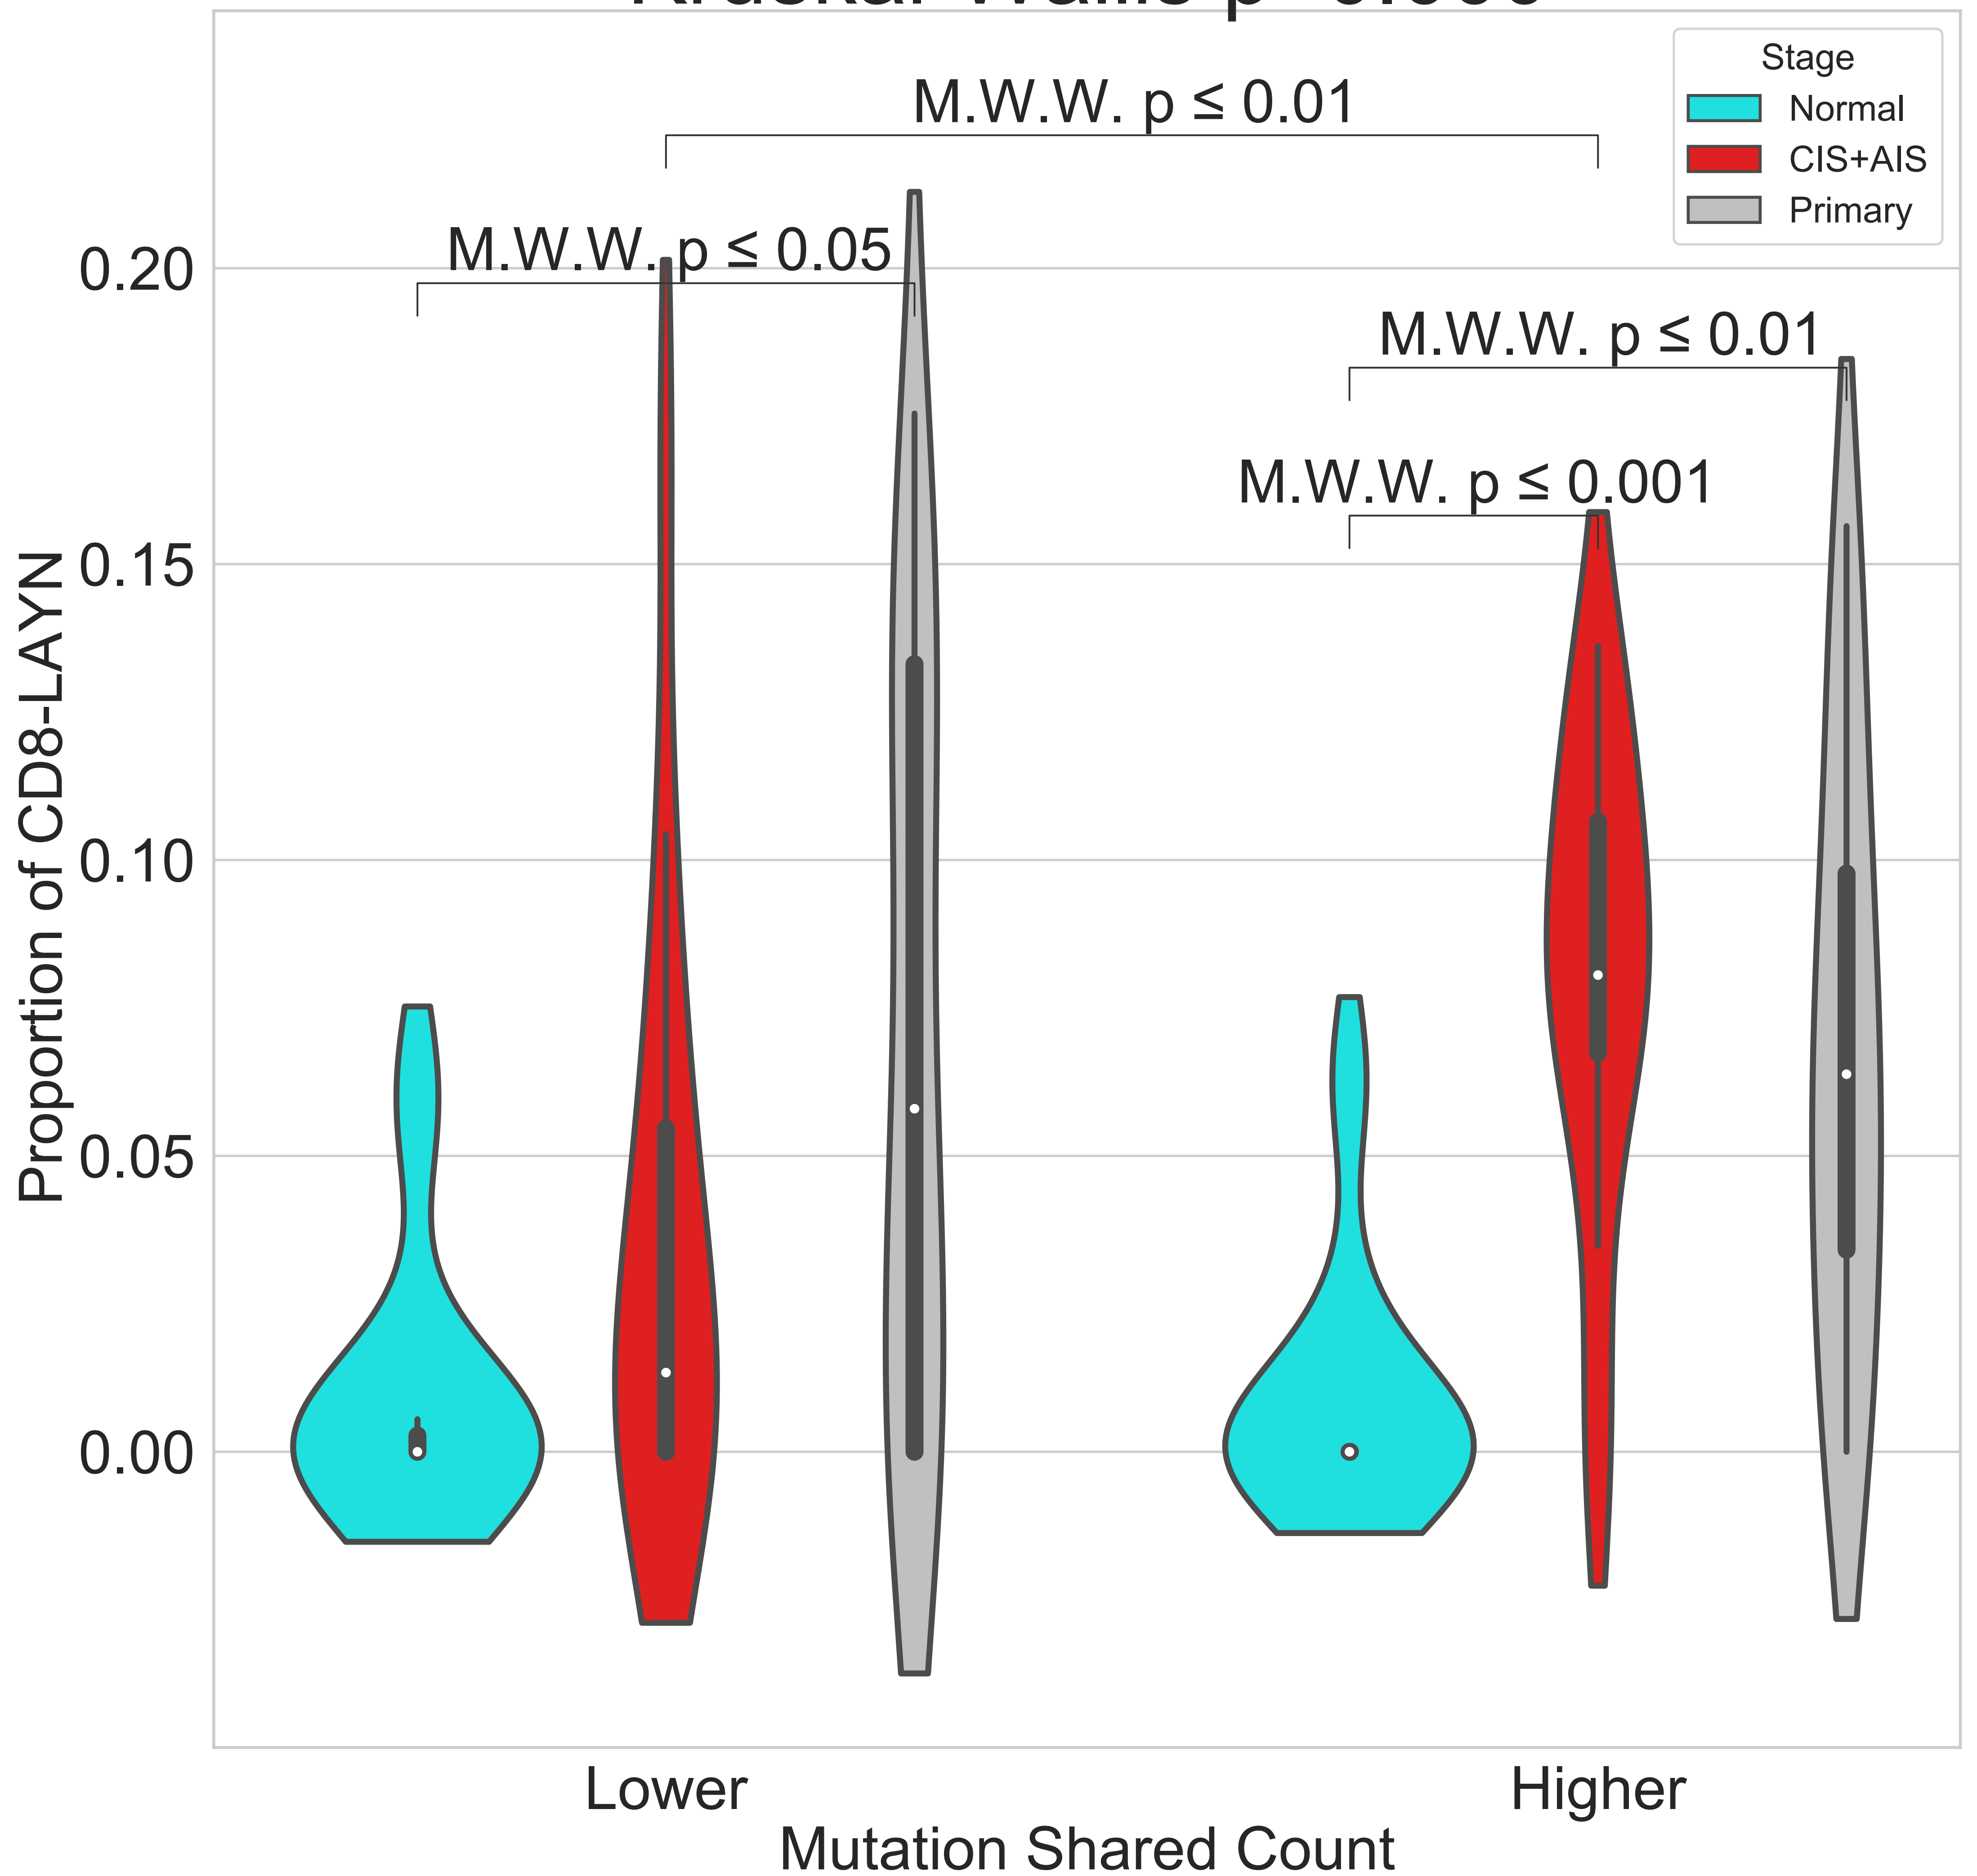 M.W.W. p ≤ 0.01
M.W.W. p ≤ 0.05
M.W.W. p ≤ 0.01
M.W.W. p ≤ 0.001
Stage
Normal
CIS+AIS
Primary
Proportion of CD8-LAYN
0.20
0.15
0.10
0.05
0.00
Lower
Higher
Mutation Shared Count